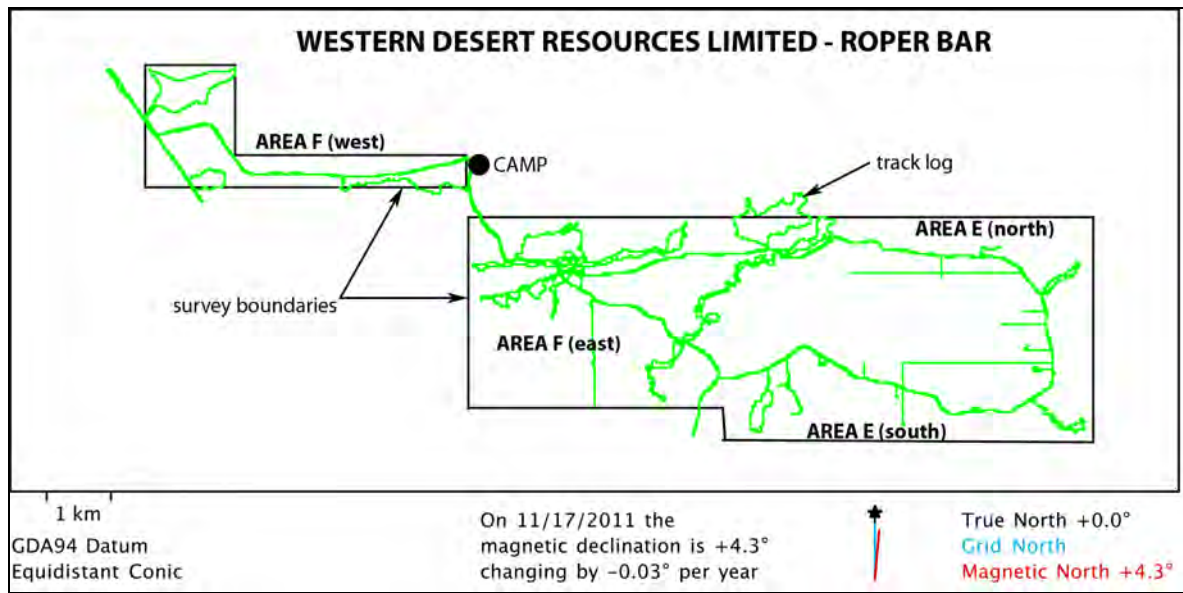 WESTERN DESERT RESOURCES LIMITED - ROPER BAR
AREA F (west)
CAMP
track log
AREA E (north)
survey boundaries
AREA F (east)
AREA E (south)
1 km
GDA94 Datum
Equidistant Conic
On 11/17/2011 the
magnetic declination is +4.3°
changing by -0.03° per year
True North +0.0°
Grid North
Magnetic North +4.3°